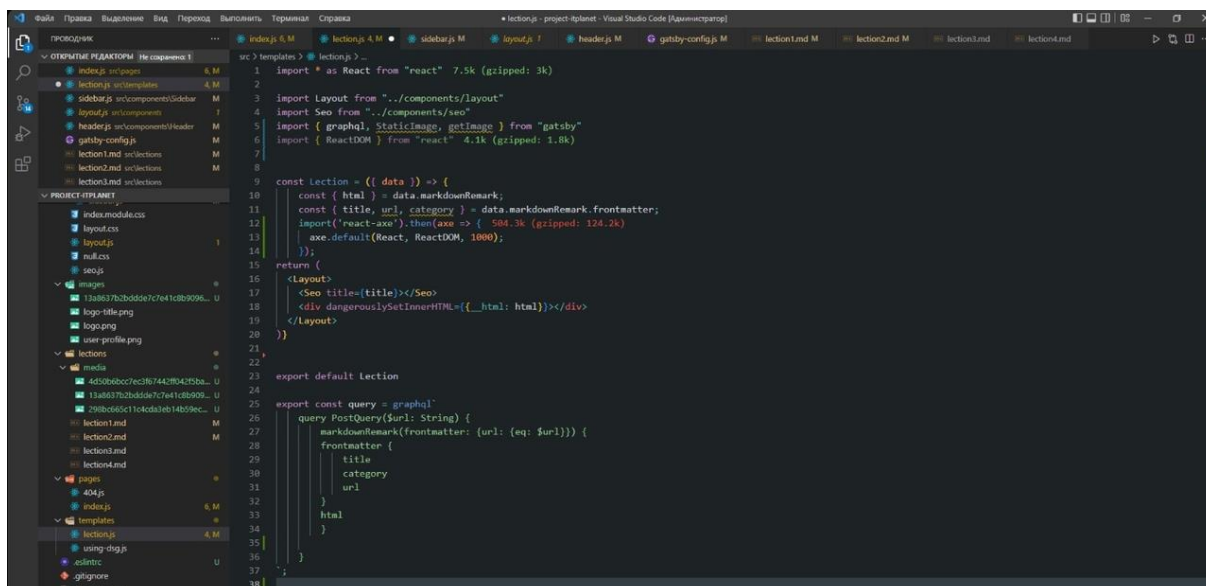 Файл Правка Выделение Вид Переход Выполнить Терминал Справка
• lection.js - project-itplanet - Visual Studio Code [Администратор]
ПРОВОДНИК ...
ОТКРЫТЫЕ РЕДАКТОРЫ Не сохранено: 1
index.js src\pages 6, M
lection.js src\templates 4, M
sidebar.js src\components\Sidebar M
layout.js src\components 1
header.js src\components\Header M
gatsby-config.js M
lection1.md src\lections M
lection2.md src\lections M
lection3.md src\lections
PROJECT-ITPLANET
index.module.css
layout.css
layout.js 1
null.css
seo.js
images
13a8637b2bddde7c7e41c8b9096... U
logo-title.png
logo.png
user-profile.png
lections
media
4d50b6bcc7ec3f67442ff042f5ba... U
13a8637b2bddde7c7e41c8b909... U
298bc665c11c4cda3eb14b59ec... U
lection1.md M
lection2.md M
lection3.md
lection4.md
pages
404.js
index.js 6, M
templates
lection.js 4, M
using-dsg.js
.eslintrc U
.gitignore
index.js 6, M lection.js 4, M sidebar.js M layout.js 1 header.js M gatsby-config.js M lection1.md M lection2.md M lection3.md lection4.md
src > templates > lection.js > ...
1 import * as React from "react" 7.5k (gzipped: 3k)
2
3 import Layout from "../components/layout"
4 import Seo from "../components/seo"
5 import { graphql, StaticImage, getImage } from "gatsby"
6 import { ReactDOM } from "react" 4.1k (gzipped: 1.8k)
7
8
9 const Lection = ({ data }) => {
10 const { html } = data.markdownRemark;
11 const { title, url, category } = data.markdownRemark.frontmatter;
12 import('react-axe').then(axe => { 504.3k (gzipped: 124.2k)
13 axe.default(React, ReactDOM, 1000);
14 });
15 return (
16 <Layout>
17 <Seo title={title}></Seo>
18 <div dangerouslySetInnerHTML={{__html: html}}></div>
19 </Layout>
20 )}
21
22
23 export default Lection
24
25 export const query = graphql`
26 query PostQuery($url: String) {
27 markdownRemark(frontmatter: {url: {eq: $url}}) {
28 frontmatter {
29 title
30 category
31 url
32 }
33 html
34 }
35
36 }
37 `;
38